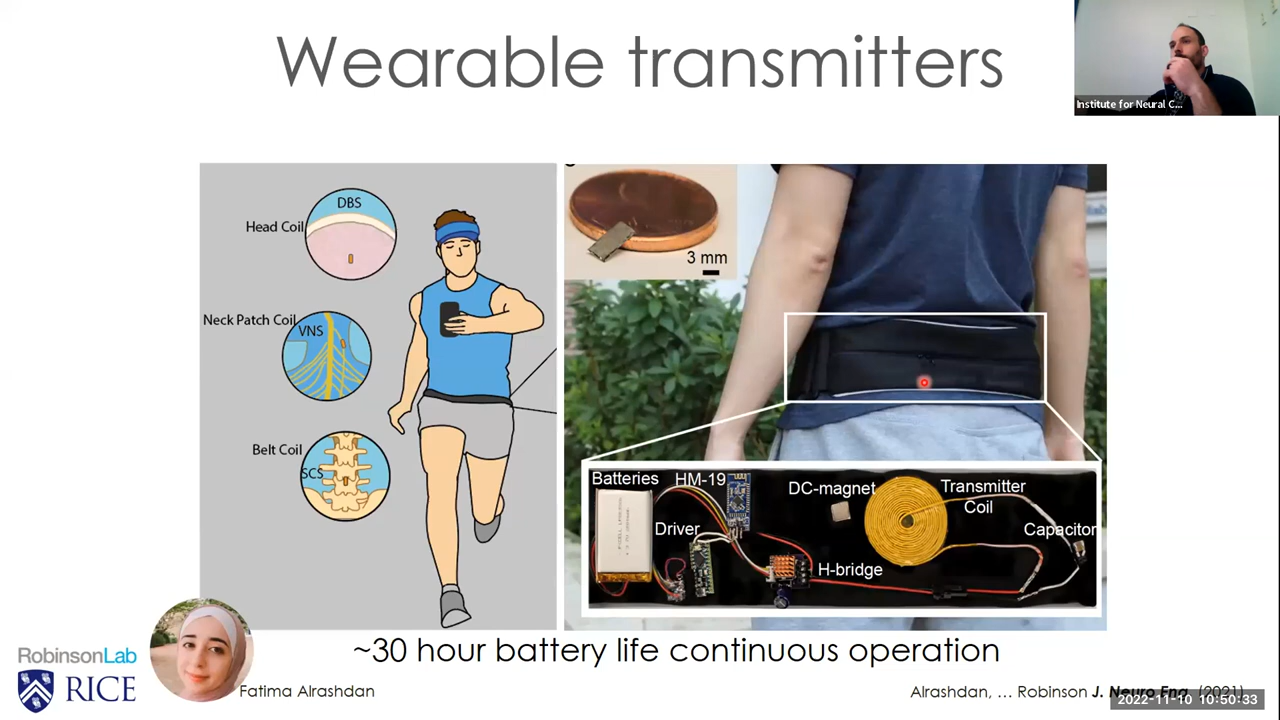 Wearable transmitters
Institute for Neural C...
DBS
Head Coil
Neck Patch Coil
VNS
Belt Coil
SCS
3 mm
Batteries
HM-19
DC-magnet
Transmitter
Coil
Driver
Capacitor
H-bridge
~30 hour battery life continuous operation
RobinsonLab
RICE
Fatima Alrashdan
Alrashdan, … Robinson J. Neuro Eng. (2021)
2022-11-10 10:50:33